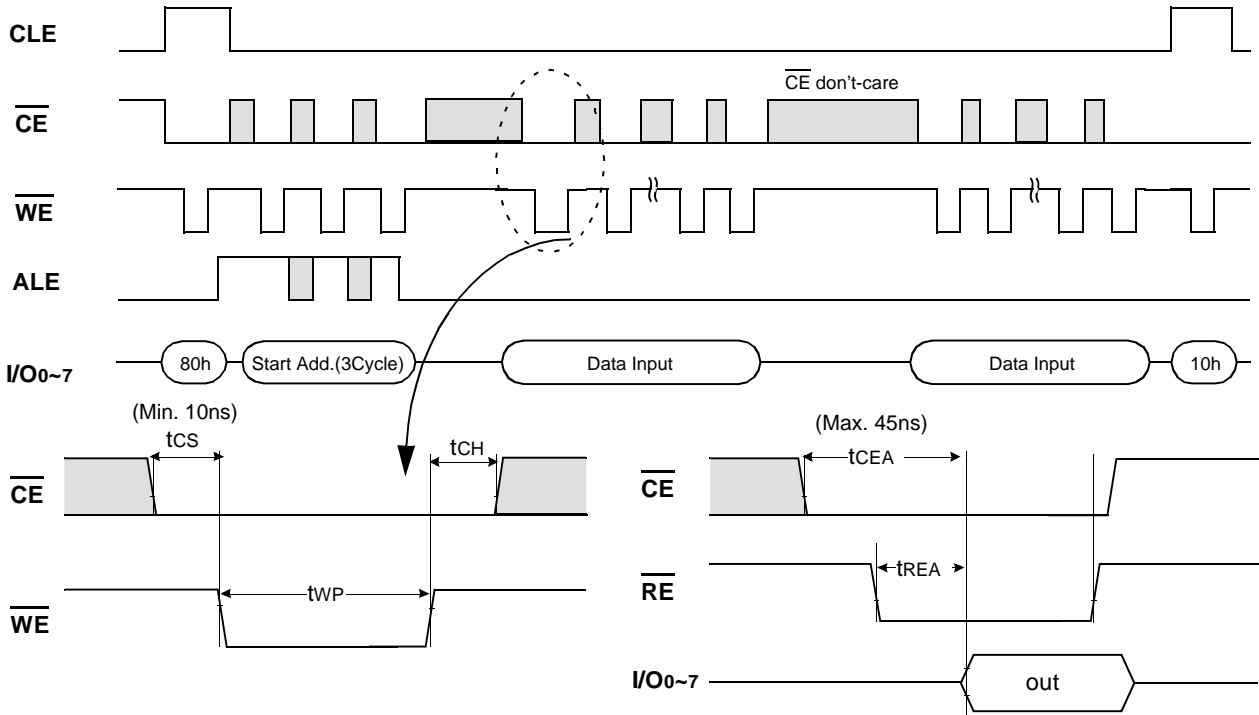 CLE
CE don't-care
CE
WE
ALE
I/O0~7 80h Start Add.(3Cycle) Data Input Data Input 10h
(Min. 10ns)
tCS tCH
CE
tWP
WE
(Max. 45ns)
tCEA
CE
tREA
RE
I/O0~7 out